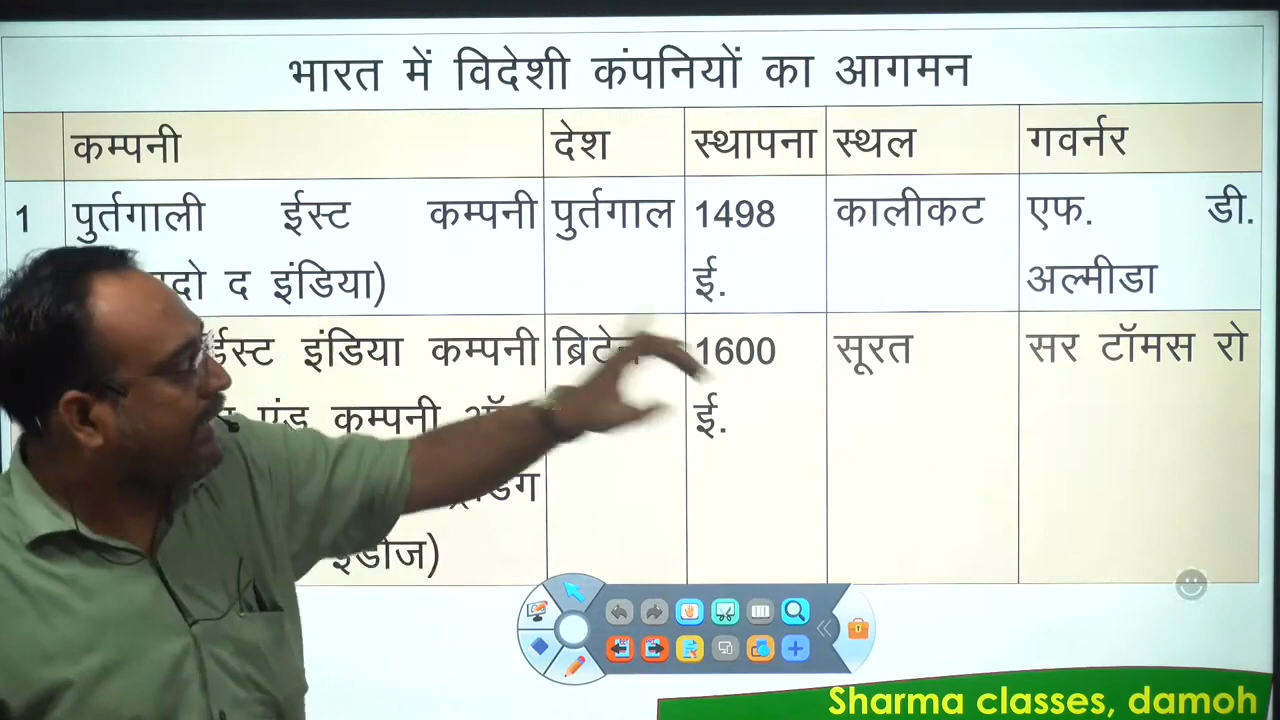 भारत में विदेशी कंपनियों का आगमन
कम्पनी देश स्थापना स्थल गवर्नर
1 पुर्तगाली ईस्ट कम्पनी पुर्तगाल 1498 कालीकट एफ. डी.
द इंडिया) ई. अल्मीडा
इंडिया कम्पनी 1600 सूरत सर टॉमस रो
एंड कम्पनी ई.
Sharma classes, damoh